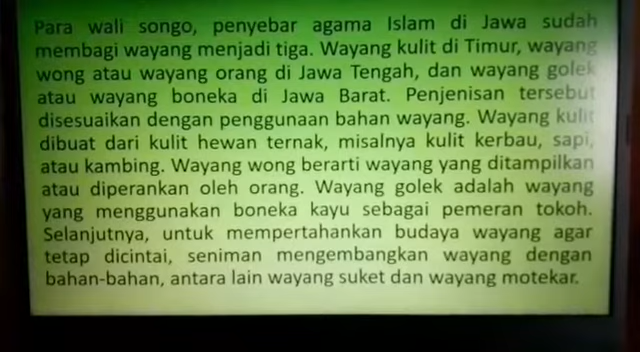 Para wali songo, penyebar agama Islam di Jawa sudah
membagi wayang menjadi tiga. Wayang kulit di Timur, wayang
wong atau wayang orang di Jawa Tengah, dan wayang golek
atau wayang boneka di Jawa Barat. Penjenisan tersebut
disesuaikan dengan penggunaan bahan wayang. Wayang kulit
dibuat dari kulit hewan ternak, misalnya kulit kerbau, sapi,
atau kambing. Wayang wong berarti wayang yang ditampilkan
atau diperankan oleh orang. Wayang golek adalah wayang
yang menggunakan boneka kayu sebagai pemeran tokoh.
Selanjutnya, untuk mempertahankan budaya wayang agar
tetap dicintai, seniman mengembangkan wayang dengan
bahan-bahan, antara lain wayang suket dan wayang motekar.